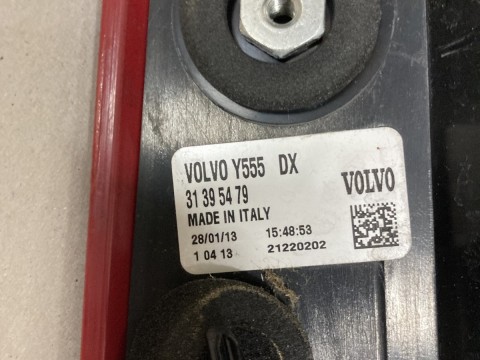 VOLVO Y555 DX
31 39 54 79
VOLVO
MADE IN ITALY
28/01/13 15:48:53
1 04 13 21220202